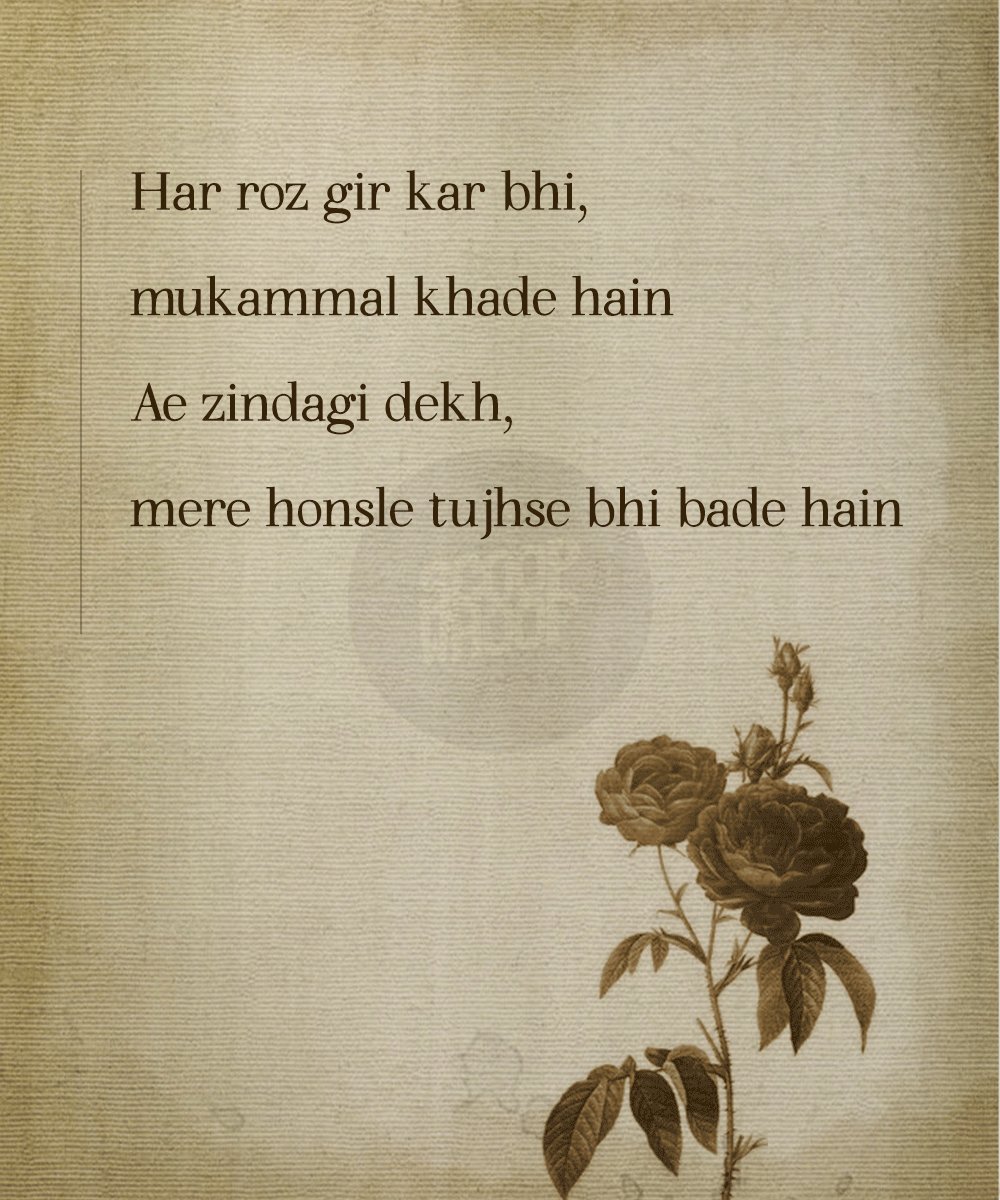 Har roz gir kar bhi,
mukammal khade hain
Ae zindagi dekh,
mere honsle tujhse bhi bade hain